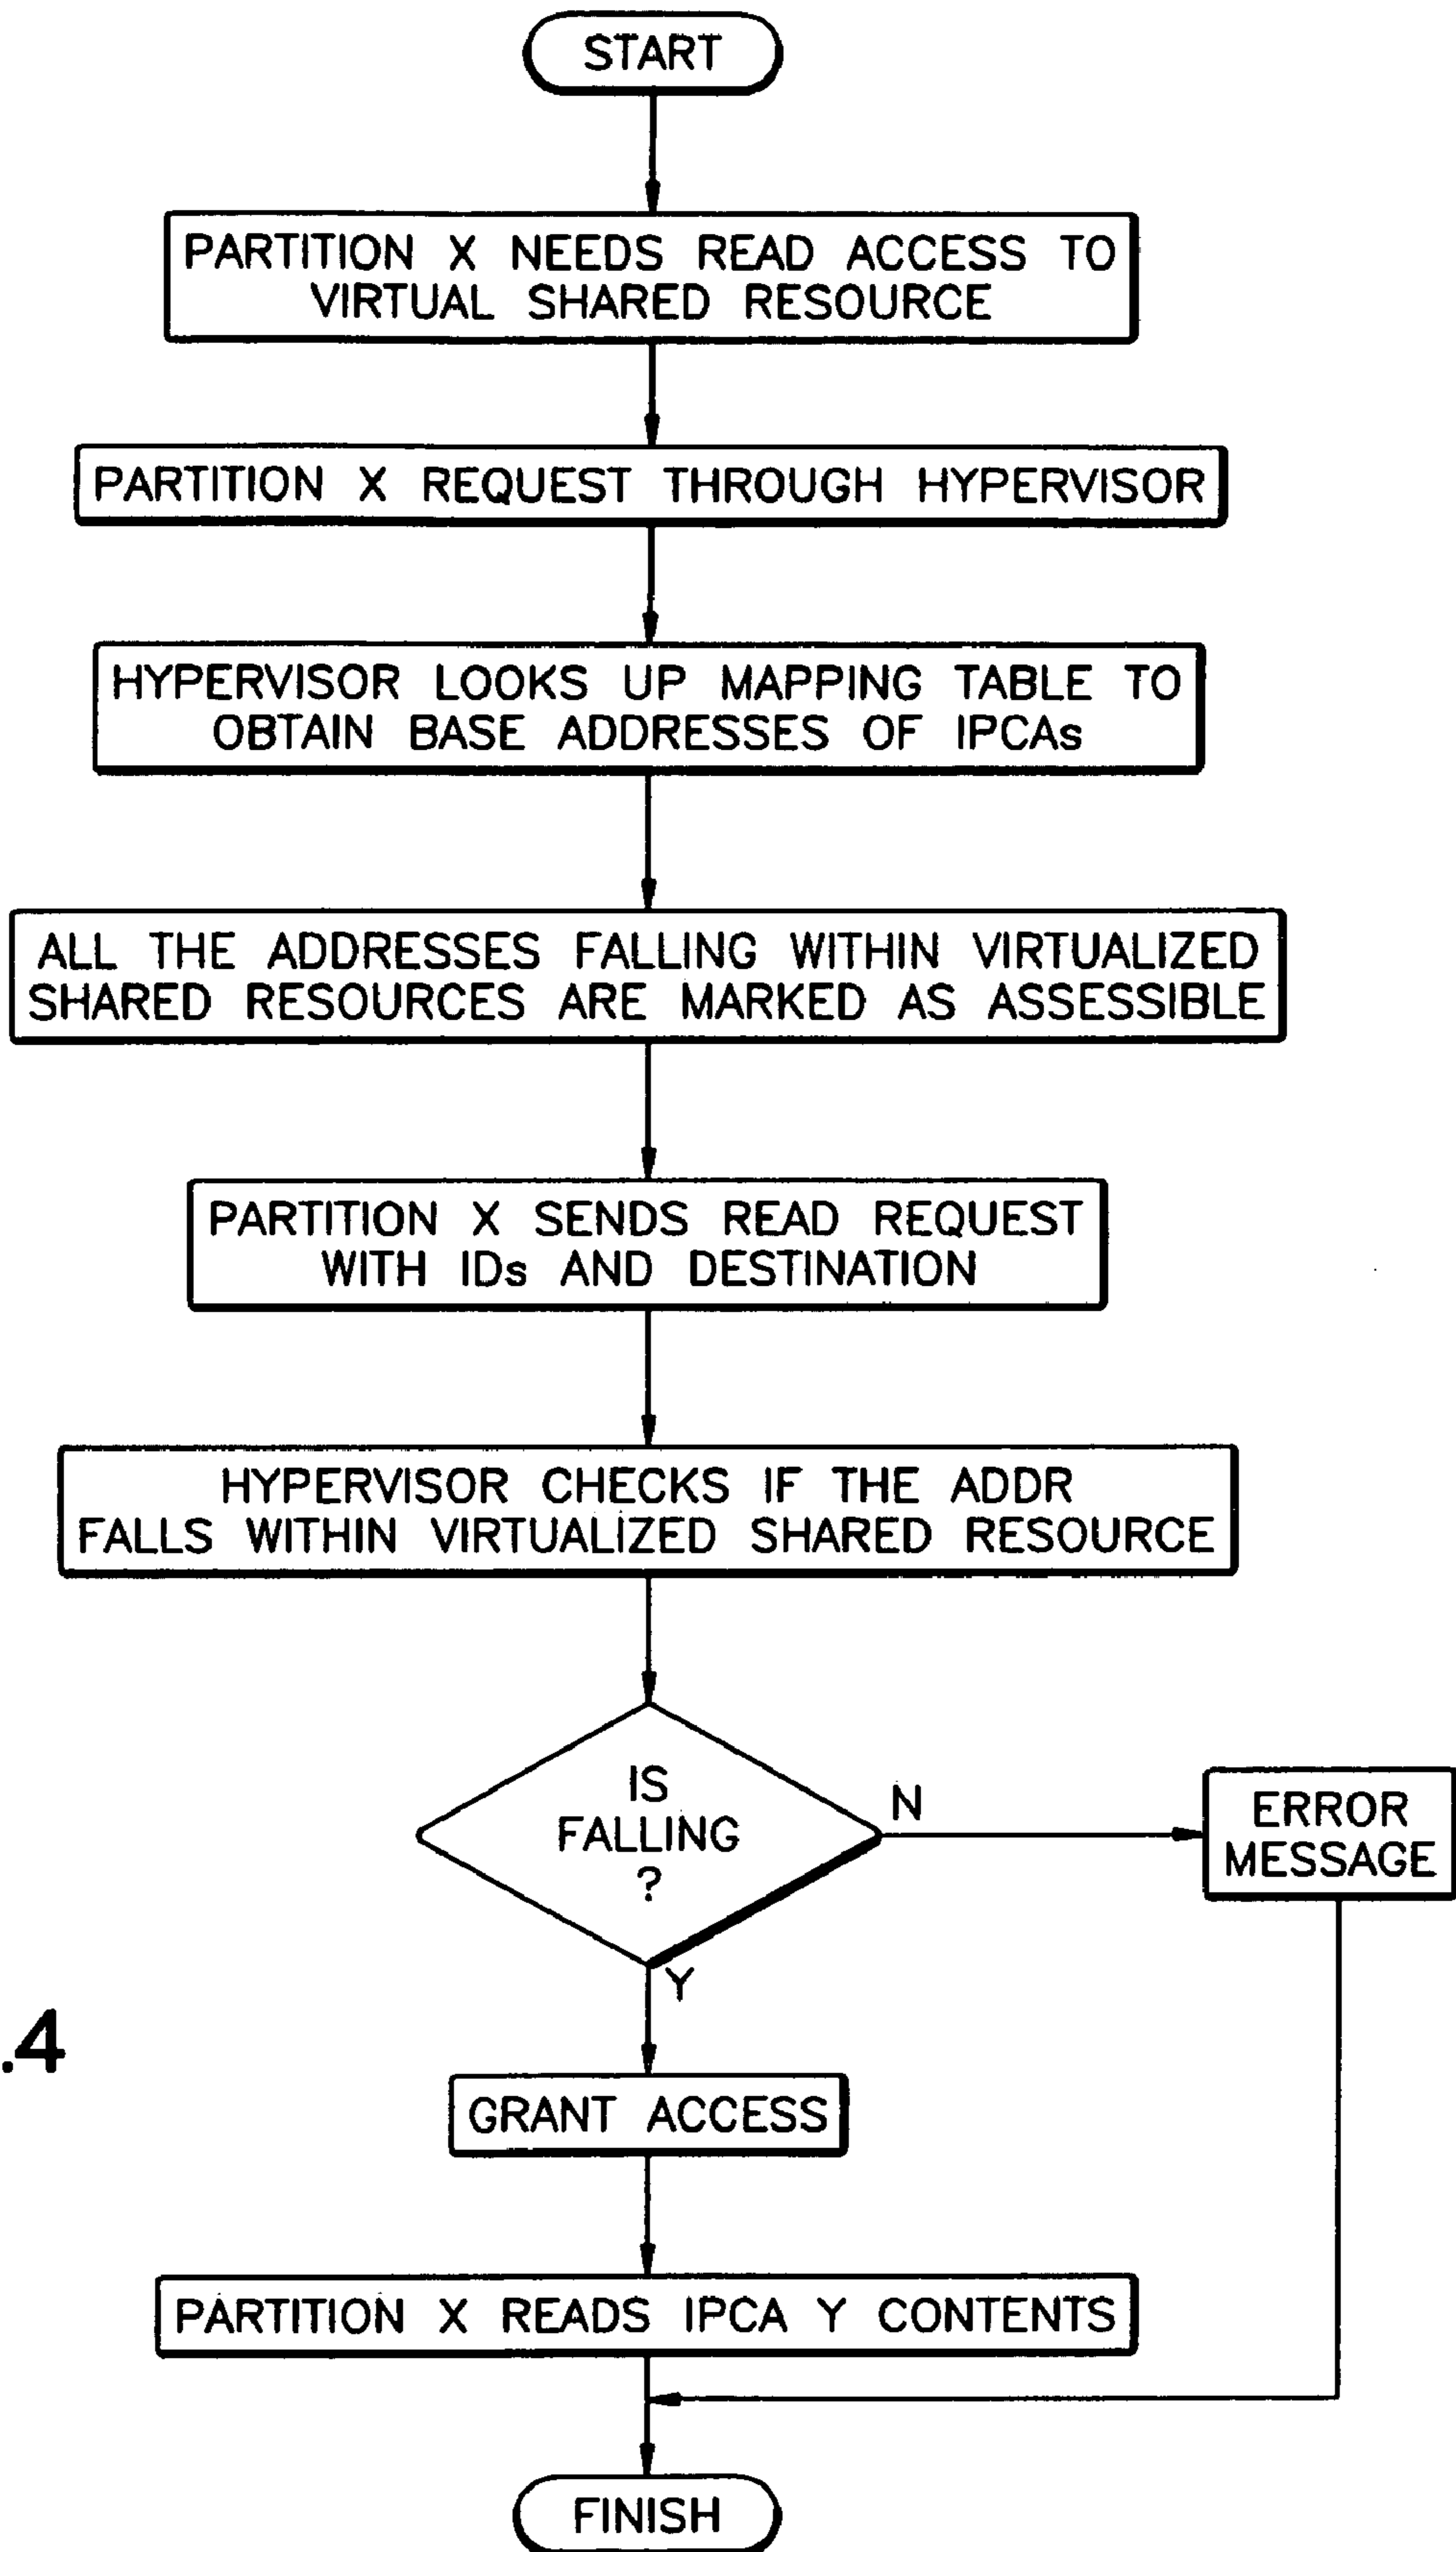 START
PARTITION X NEEDS READ ACCESS TO
VIRTUAL SHARED RESOURCE
PARTITION X REQUEST THROUGH HYPERVISOR
HYPERVISOR LOOKS UP MAPPING TABLE TO
OBTAIN BASE ADDRESSES OF IPCAs
ALL THE ADDRESSES FALLING WITHIN VIRTUALIZED
SHARED RESOURCES ARE MARKED AS ASSESSIBLE
PARTITION X SENDS READ REQUEST
WITH IDs AND DESTINATION
HYPERVISOR CHECKS IF THE ADDR
FALLS WITHIN VIRTUALIZED SHARED RESOURCE
IS
FALLING
?
N
ERROR
MESSAGE
Y
.4
GRANT ACCESS
PARTITION X READS IPCA Y CONTENTS
FINISH